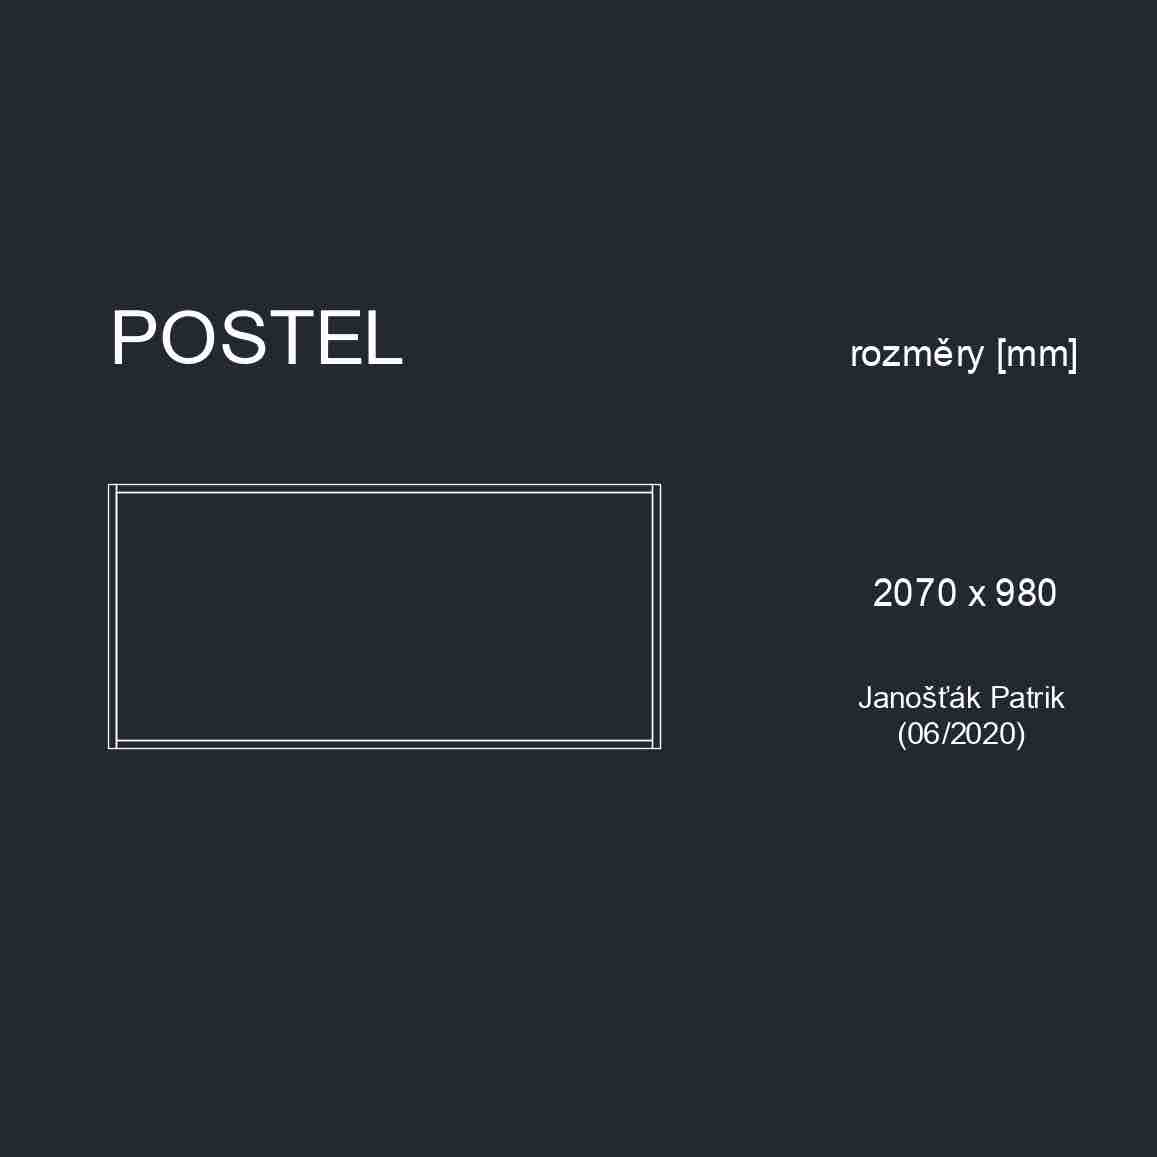 POSTEL
rozměry [mm]
2070 x 980
Janošťák Patrik
(06/2020)